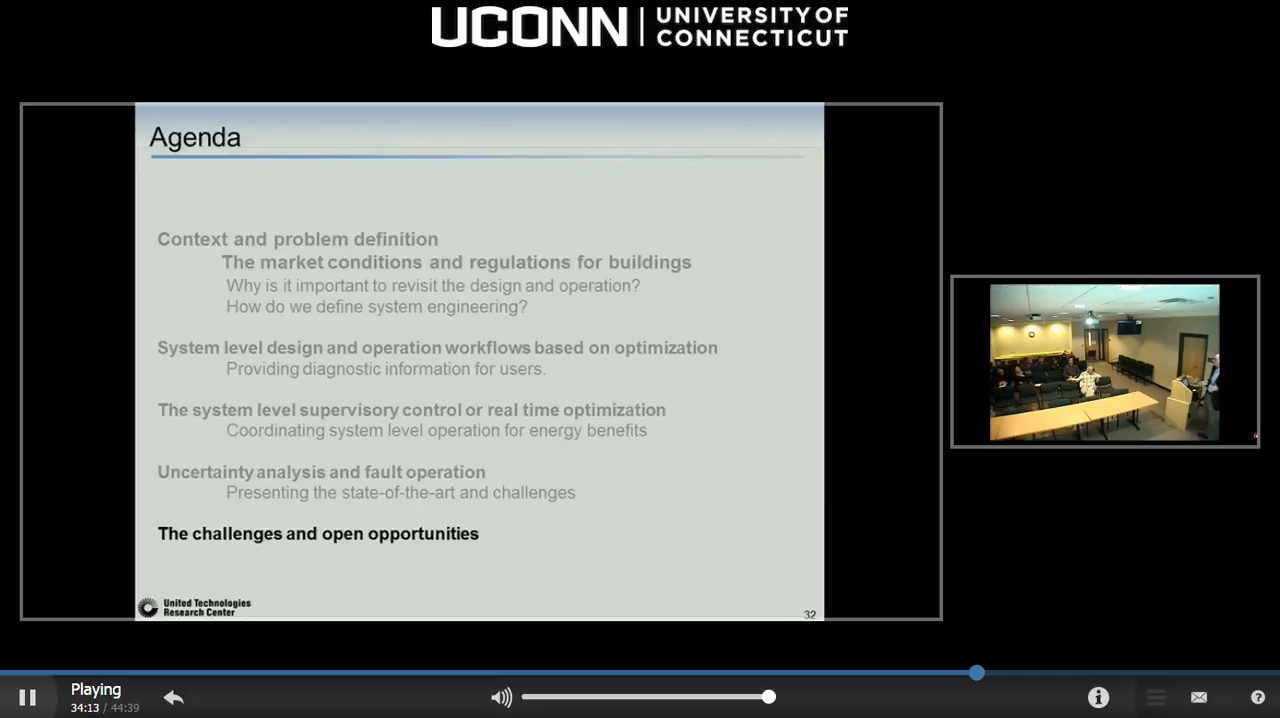 UCONN
UNIVERSITY OF
CONNECTICUT
Agenda
Context and problem definition
The market conditions and regulations for buildings
Why is it important to revisit the design and operation?
How do we define system engineering?
System level design and operation workflows based on optimization
Providing diagnostic information for users.
The system level supervisory control or real time optimization
Coordinating system level operation for energy benefits
Uncertainty analysis and fault operation
Presenting the state-of-the-art and challenges
The challenges and open opportunities
United Technologies
Research Center
32
Playing
34:13 / 44:39